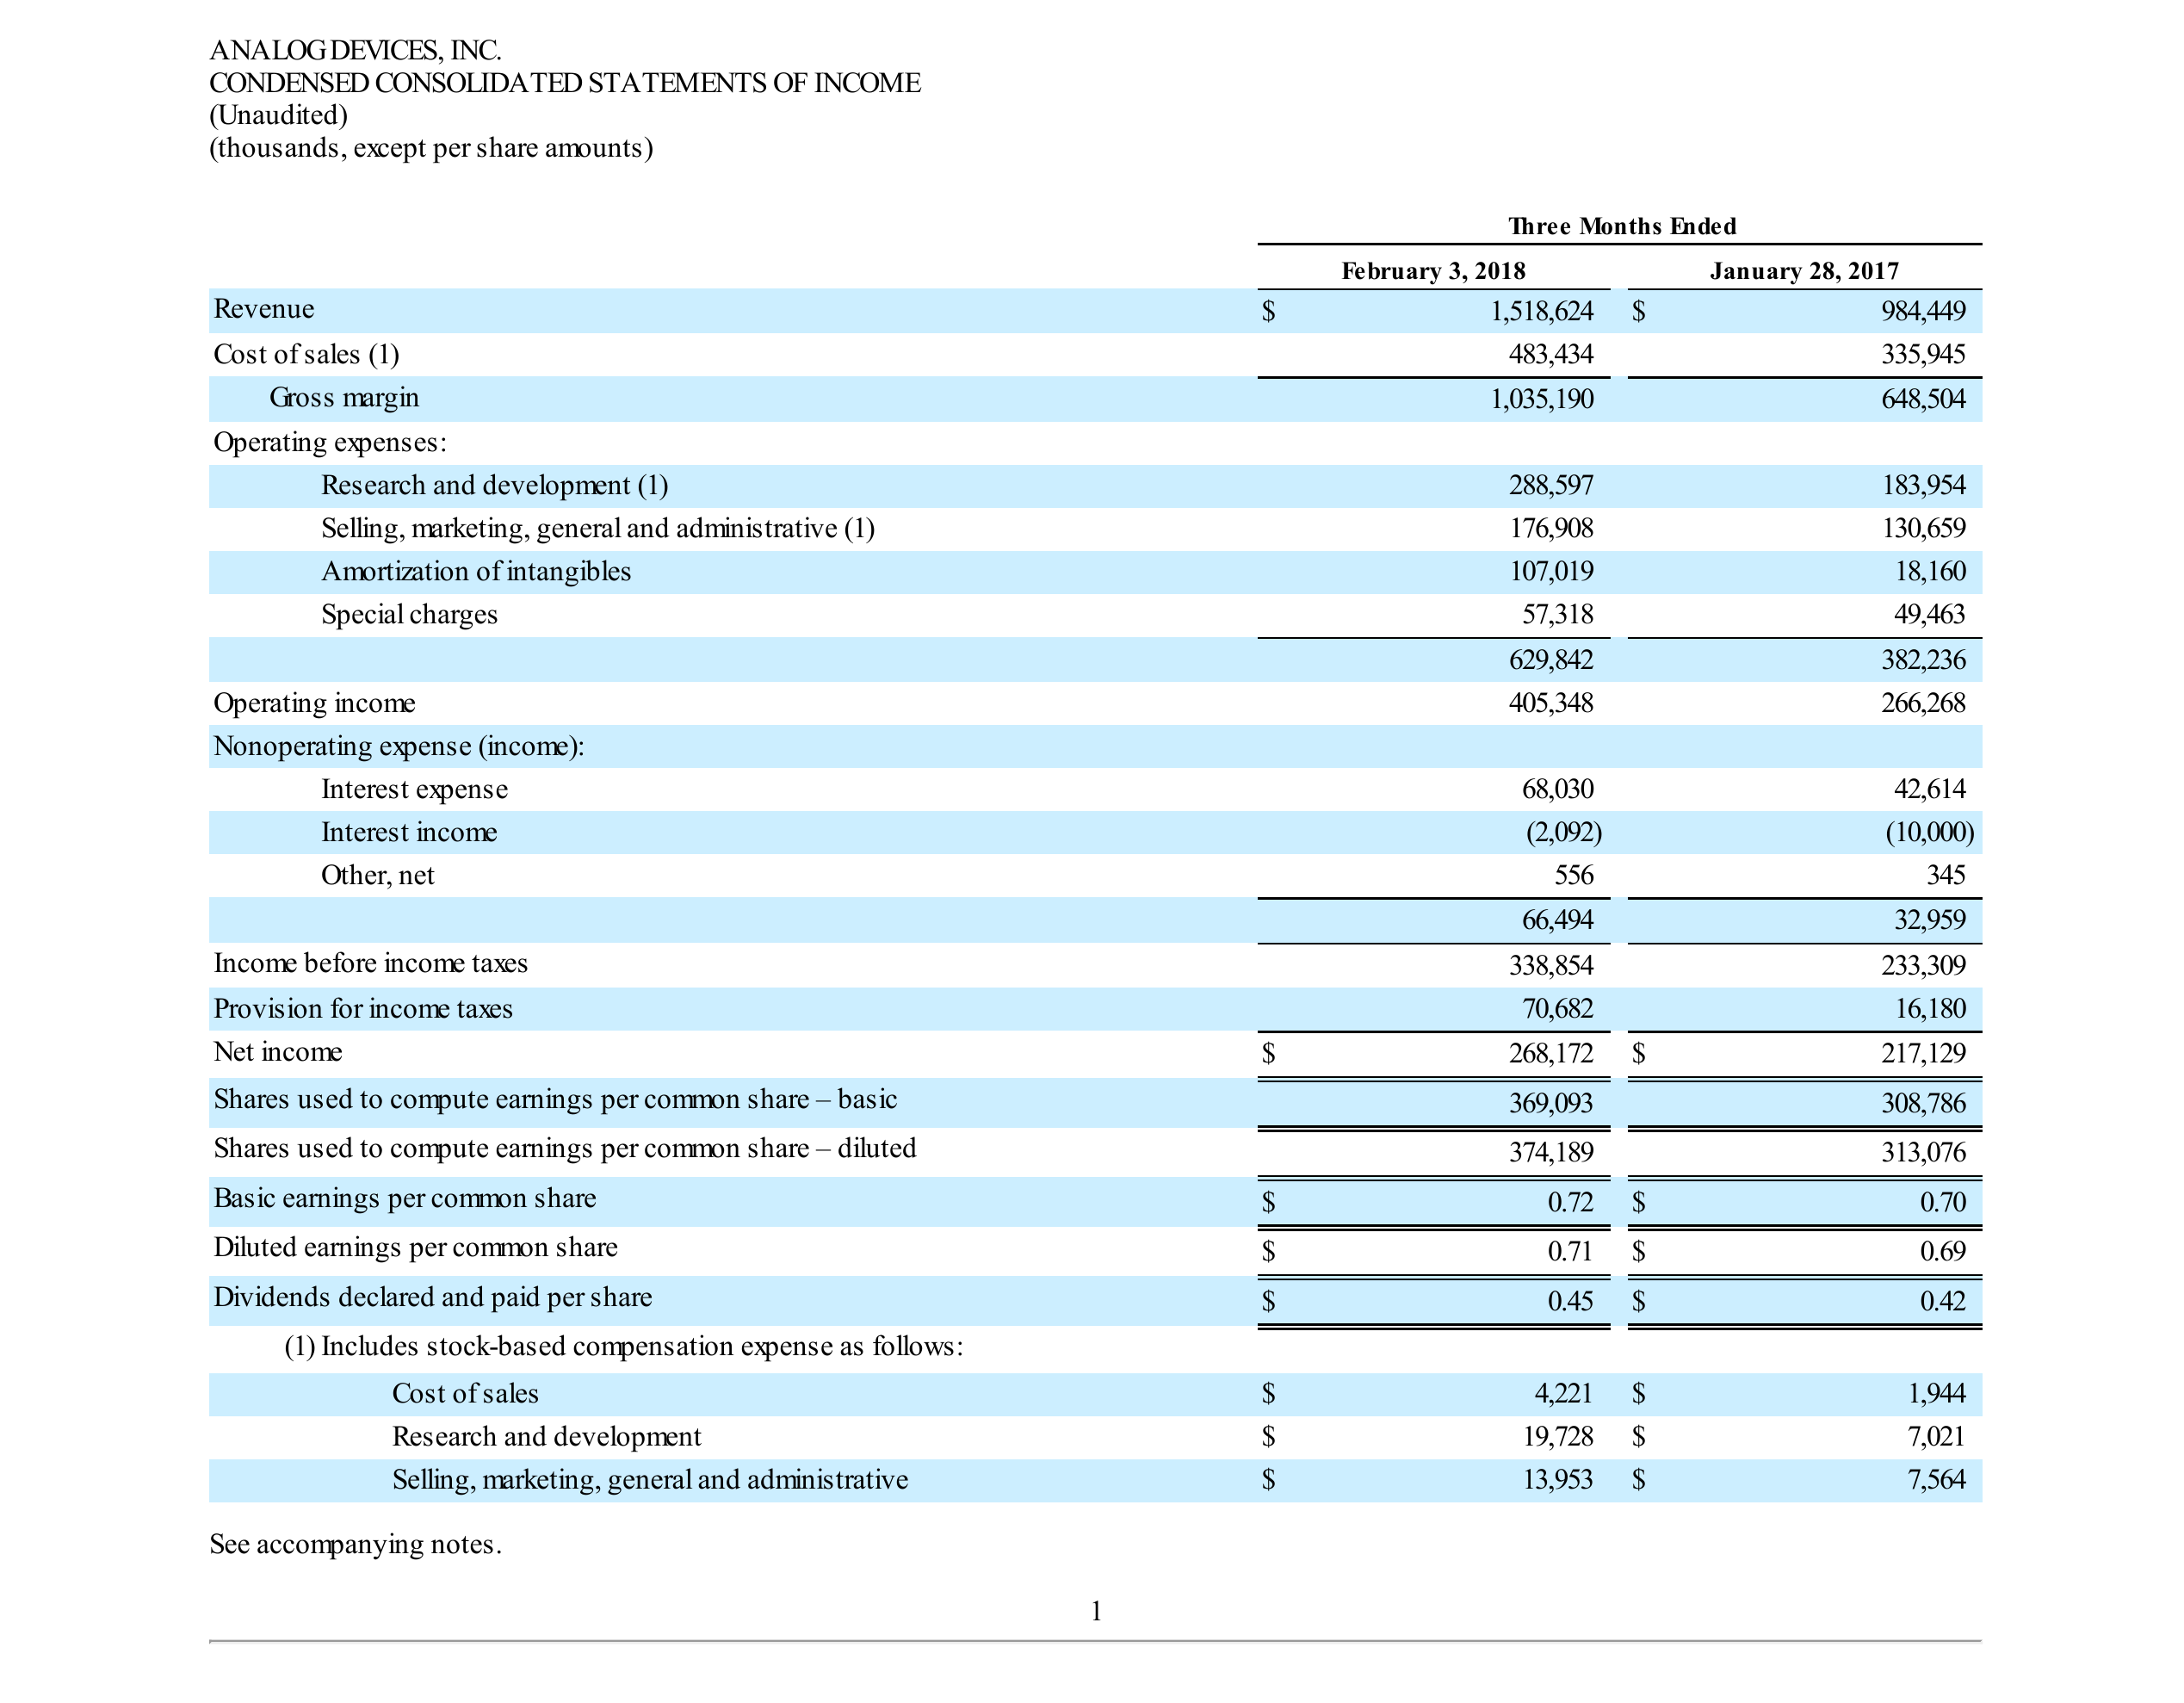 ANALOG DEVICES, INC.
CONDENSED CONSOLIDATED STATEMENTS OF INCOME
(Unaudited)
(thousands, except per share amounts)
Three Months Ended
February 3, 2018 January 28, 2017
Revenue $ 1,518,624 $ 984,449
Cost of sales (1) 483,434 335,945
Gross margin 1,035,190 648,504
Operating expenses:
Research and development (1) 288,597 183,954
Selling, marketing, general and administrative (1) 176,908 130,659
Amortization of intangibles 107,019 18,160
Special charges 57,318 49,463
629,842 382,236
Operating income 405,348 266,268
Nonoperating expense (income):
Interest expense 68,030 42,614
Interest income (2,092) (10,000)
Other, net 556 345
66,494 32,959
Income before income taxes 338,854 233,309
Provision for income taxes 70,682 16,180
Net income $ 268,172 $ 217,129
Shares used to compute earnings per common share – basic 369,093 308,786
Shares used to compute earnings per common share – diluted 374,189 313,076
Basic earnings per common share $ 0.72 $ 0.70
Diluted earnings per common share $ 0.71 $ 0.69
Dividends declared and paid per share $ 0.45 $ 0.42
(1) Includes stock-based compensation expense as follows:
Cost of sales $ 4,221 $ 1,944
Research and development $ 19,728 $ 7,021
Selling, marketing, general and administrative $ 13,953 $ 7,564
See accompanying notes.
1